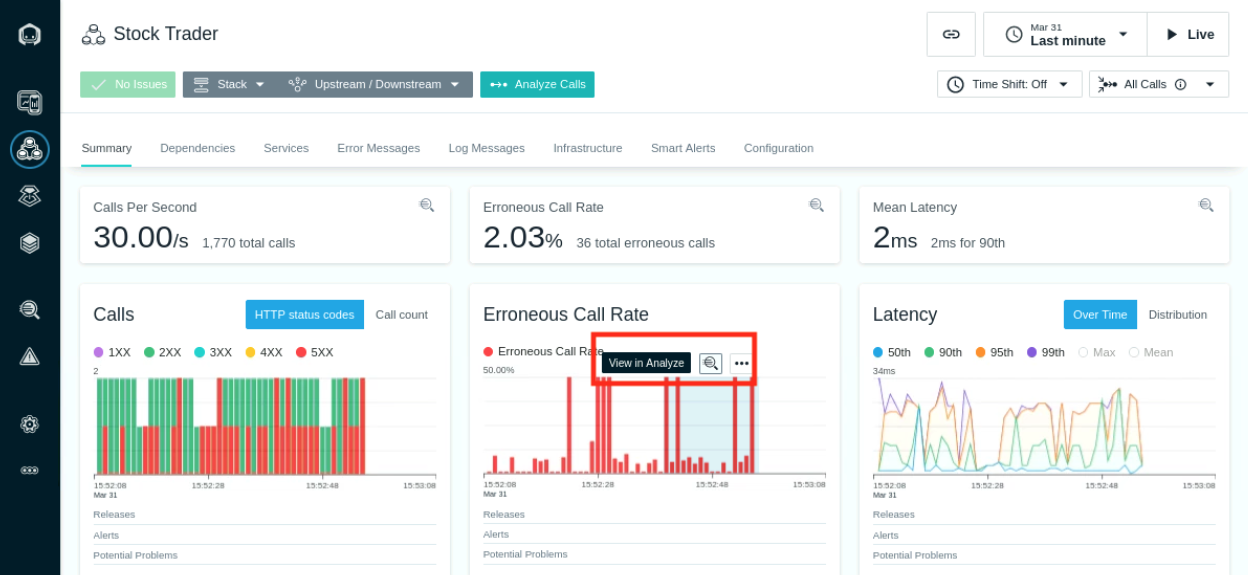 Stock Trader
Mar 31
Last minute
Live
No Issues
Stack
Upstream / Downstream
Analyze Calls
Time Shift: Off
All Calls
Summary
Dependencies
Services
Error Messages
Log Messages
Infrastructure
Smart Alerts
Configuration
Calls Per Second
30.00/s 1,770 total calls
Erroneous Call Rate
2.03% 36 total erroneous calls
Mean Latency
2ms 2ms for 90th
Calls
HTTP status codes
Call count
1XX 2XX 3XX 4XX 5XX
2
15:52:08 15:52:28 15:52:48 15:53:08
Mar 31
Releases
Alerts
Potential Problems
Erroneous Call Rate
Erroneous Call Rate
View in Analyze
50.00%
15:52:08 15:52:28 15:52:48 15:53:08
Mar 31
Releases
Alerts
Potential Problems
Latency
Over Time
Distribution
50th 90th 95th 99th Max Mean
34ms
15:52:08 15:52:28 15:52:48 15:53:08
Mar 31
Releases
Alerts
Potential Problems